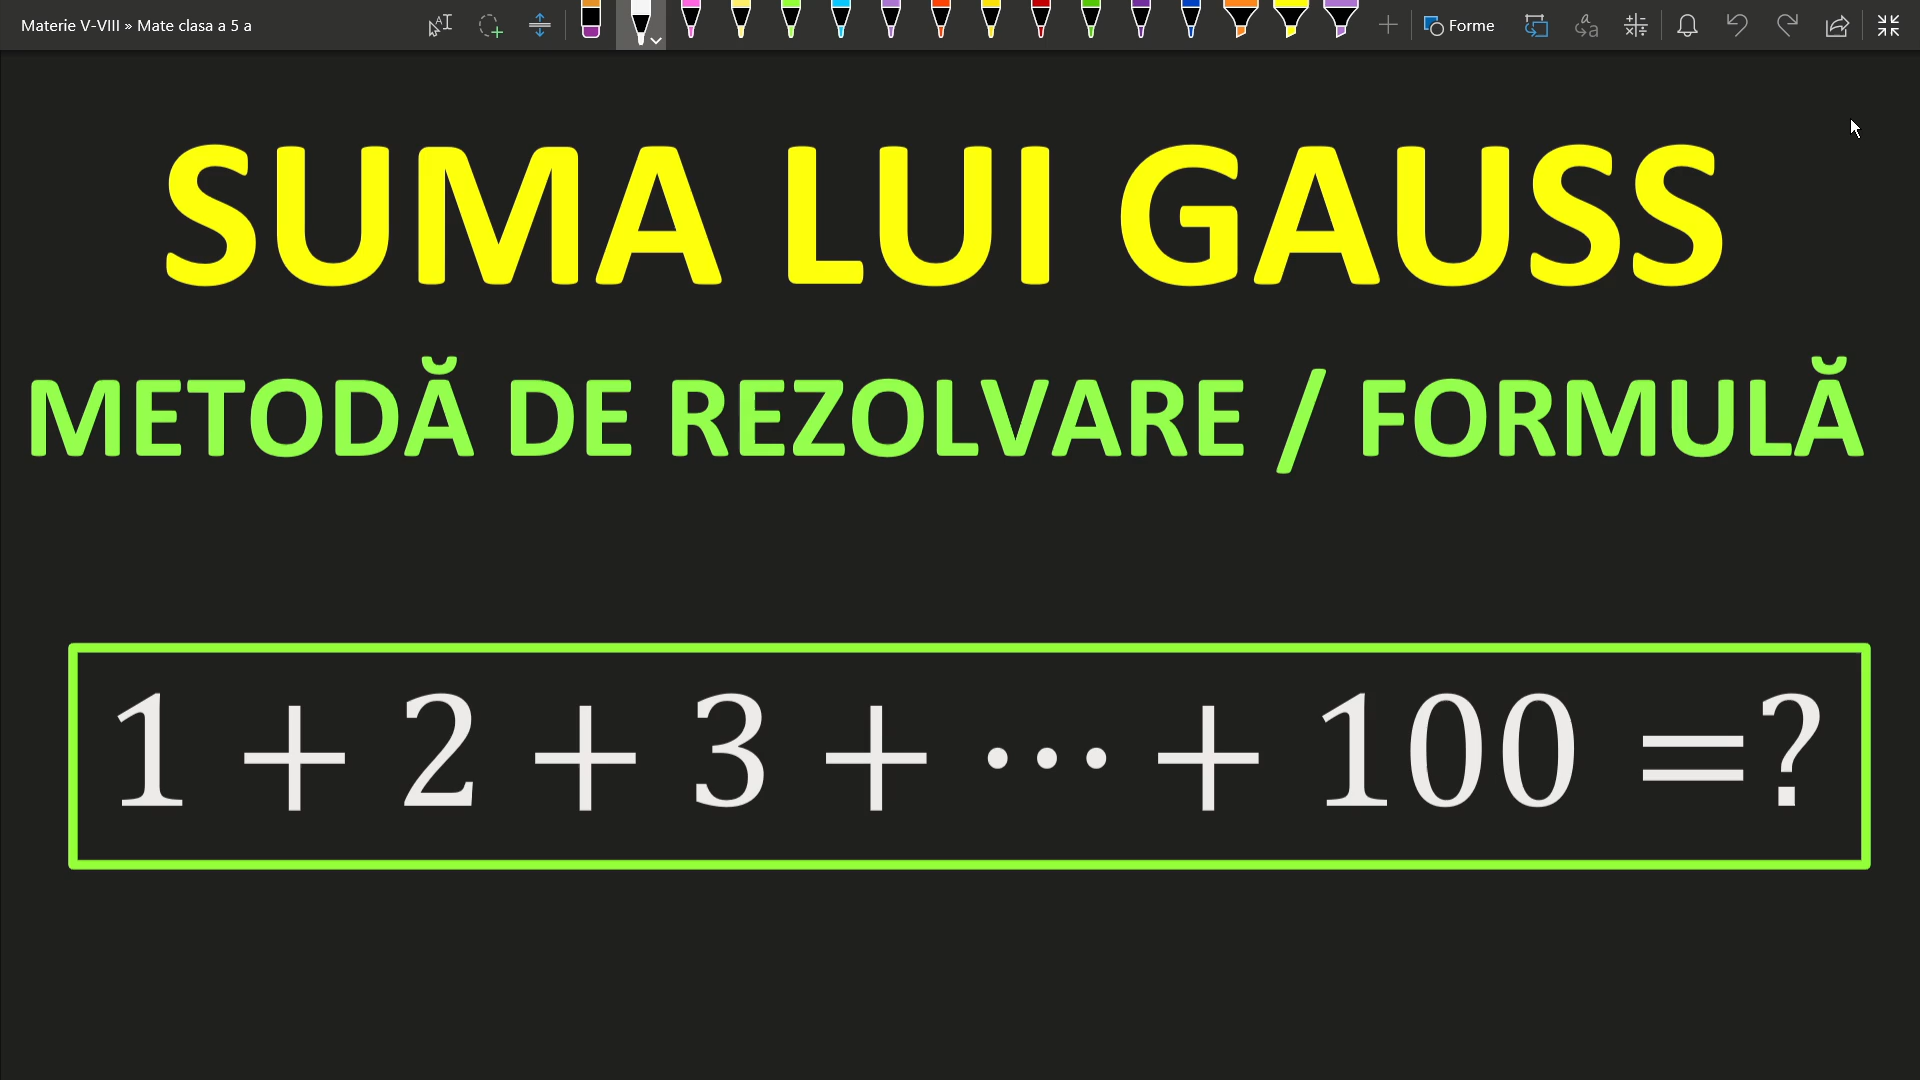 Materie V-VIII » Mate clasa a 5 a
Forme
SUMA LUI GAUSS
METODĂ DE REZOLVARE / FORMULĂ
1 + 2 + 3 + ⋯ + 100 =?